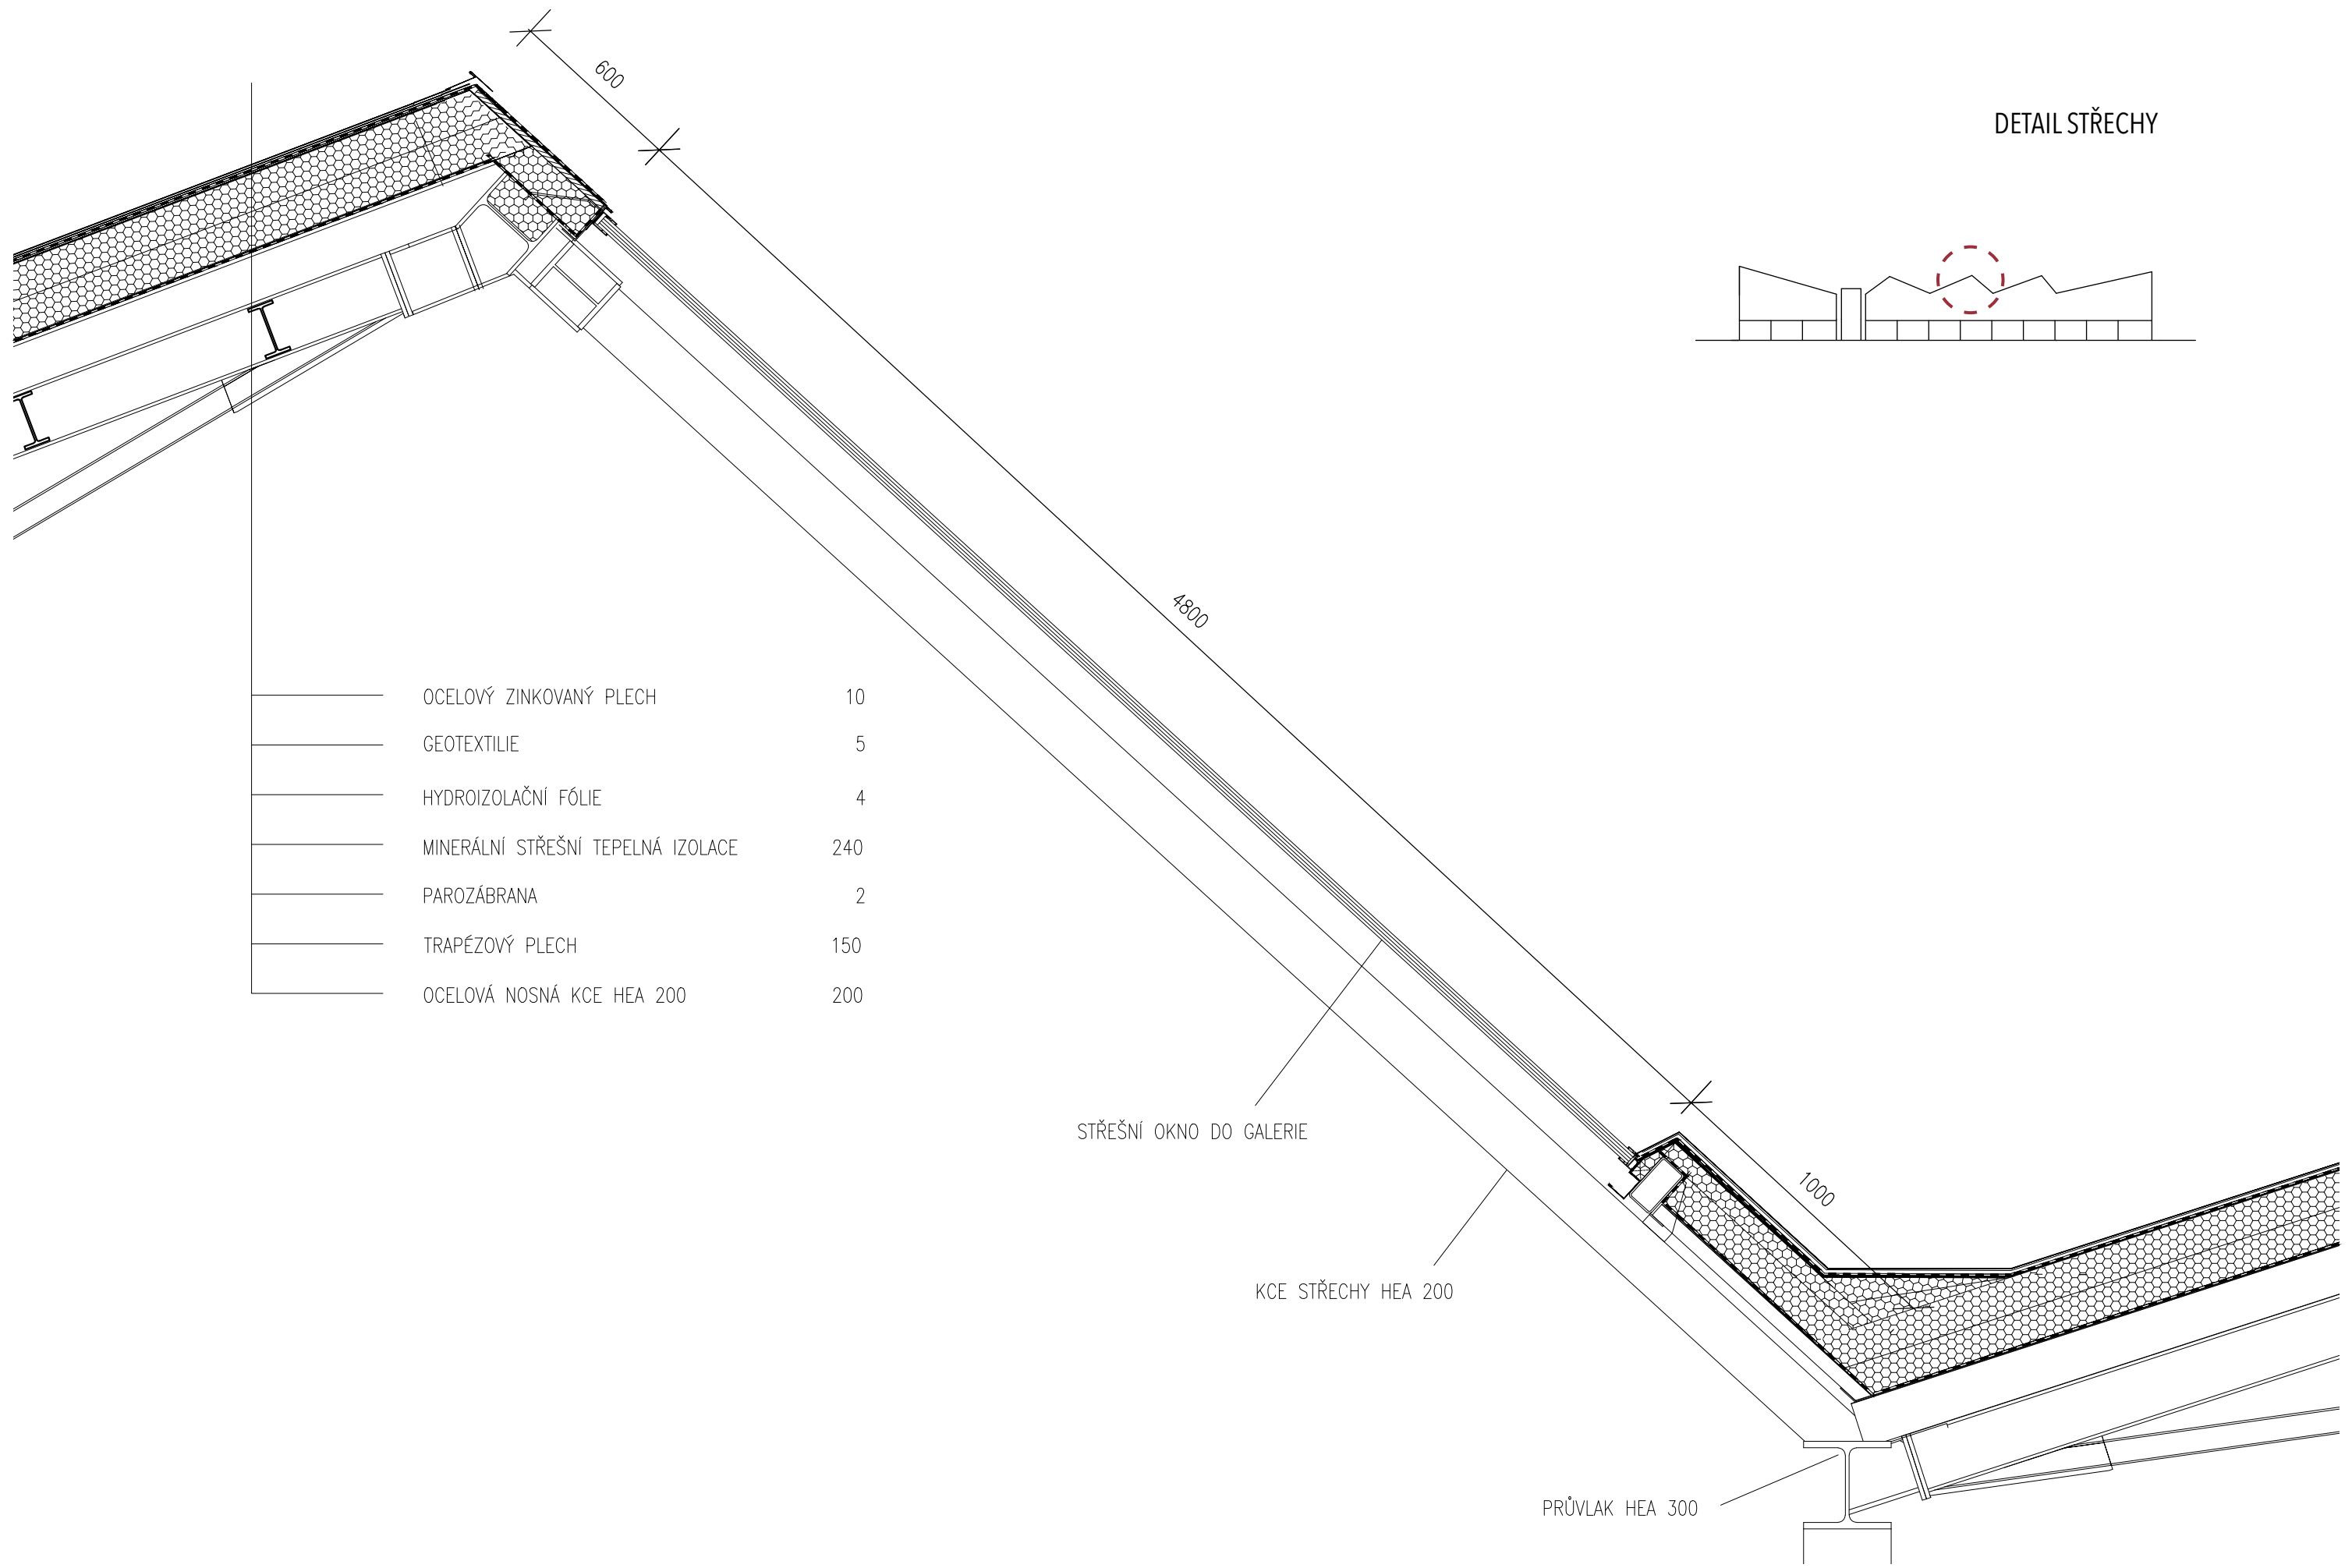 600
DETAIL STŘECHY
4800
OCELOVÝ ZINKOVANÝ PLECH 10
GEOTEXTILIE 5
HYDROIZOLAČNÍ FÓLIE 4
MINERÁLNÍ STŘEŠNÍ TEPELNÁ IZOLACE 240
PAROZÁBRANA 2
TRAPÉZOVÝ PLECH 150
OCELOVÁ NOSNÁ KCE HEA 200 200
STŘEŠNÍ OKNO DO GALERIE
1000
KCE STŘECHY HEA 200
PRŮVLAK HEA 300